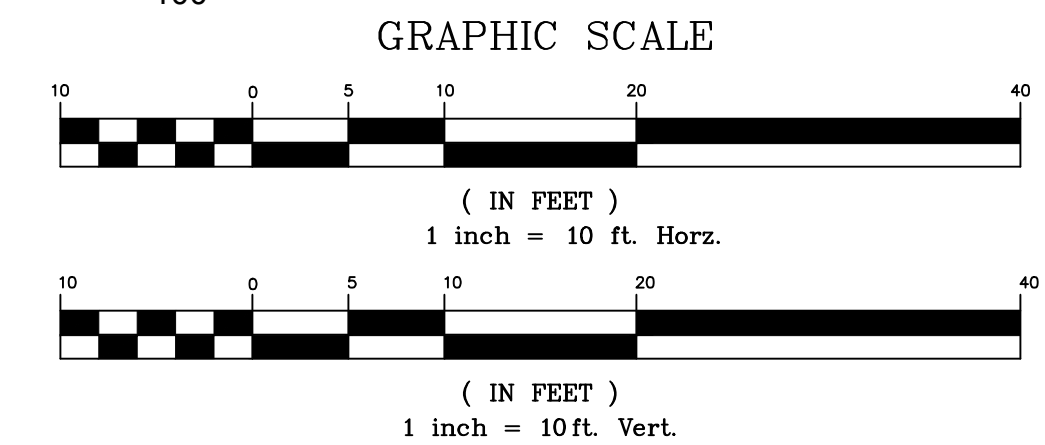 GRAPHIC SCALE
10 0 5 10 20 40
( IN FEET )
1 inch = 10 ft. Horz.
10 0 5 10 20 40
( IN FEET )
1 inch = 10 ft. Vert.